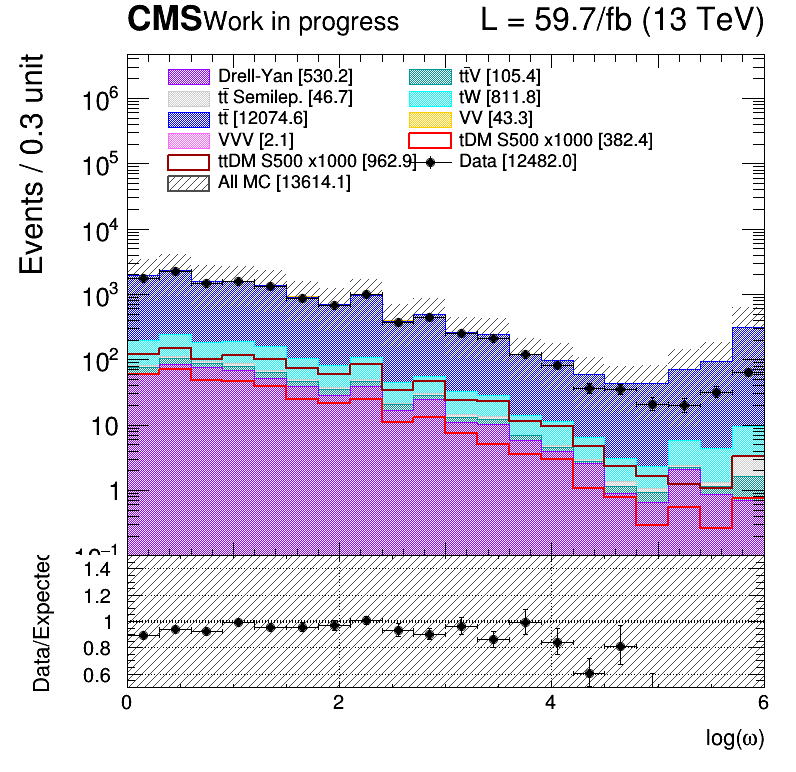 CMS Work in progress L = 59.7/fb (13 TeV)
Events / 0.3 unit
Drell-Yan [530.2] tt̄V [105.4]
tt̄ Semilep. [46.7] tW [811.8]
tt̄ [12074.6] VV [43.3]
VVV [2.1] tDM S500 x1000 [382.4]
ttDM S500 x1000 [962.9] Data [12482.0]
All MC [13614.1]
10⁶
10⁵
10⁴
10³
10²
10
1
10⁻¹
Data/Expected
1.4
1.2
1
0.8
0.6
0 2 4 6
log(ω)